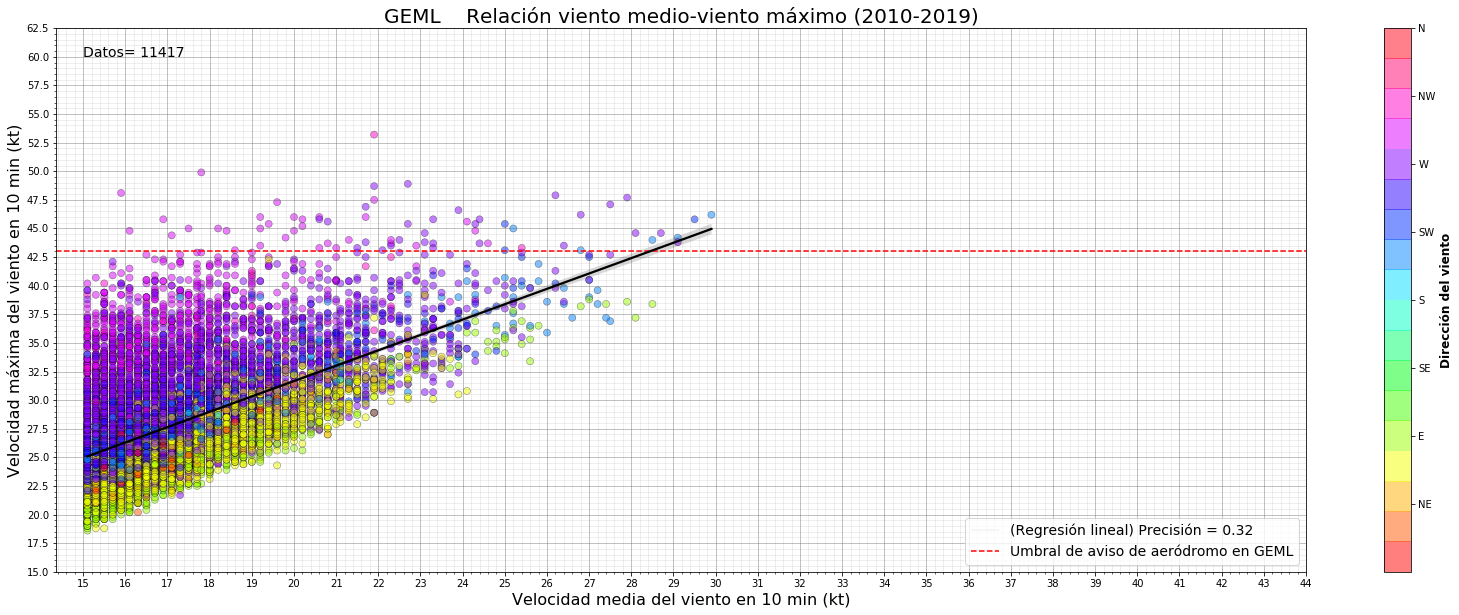 GEML    Relación viento medio-viento máximo (2010-2019)
Datos= 11417
62.5
60.0
57.5
55.0
52.5
50.0
47.5
45.0
42.5
40.0
37.5
35.0
32.5
30.0
27.5
25.0
22.5
20.0
17.5
15.0
Velocidad máxima del viento en 10 min (kt)
15 16 17 18 19 20 21 22 23 24 25 26 27 28 29 30 31 32 33 34 35 36 37 38 39 40 41 42 43 44
Velocidad media del viento en 10 min (kt)
(Regresión lineal) Precisión = 0.32
Umbral de aviso de aeródromo en GEML
N
NW
W
SW
S
SE
E
NE
Dirección del viento